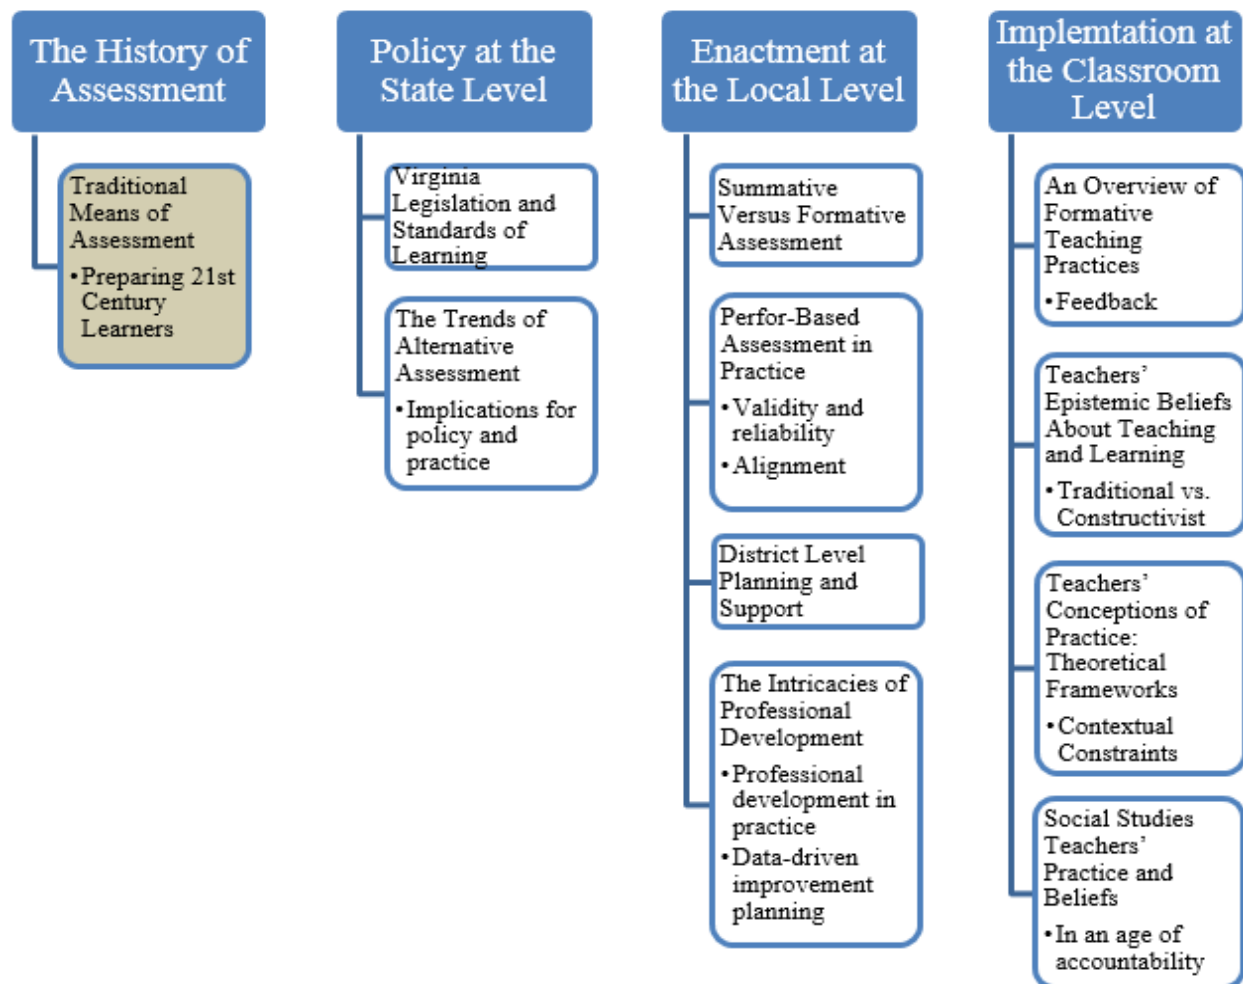 The History of
Assessment
Traditional
Means of
Assessment
•Preparing 21st
Century
Learners
Policy at the
State Level
Virginia
Legislation and
Standards of
Learning
The Trends of
Alternative
Assessment
•Implications for
policy and
practice
Enactment at
the Local Level
Summative
Versus Formative
Assessment
Perfor-Based
Assessment in
Practice
•Validity and
reliability
•Alignment
District Level
Planning and
Support
The Intricacies of
Professional
Development
•Professional
development in
practice
•Data-driven
improvement
planning
Implemtation at
the Classroom
Level
An Overview of
Formative
Teaching
Practices
•Feedback
Teachers’
Epistemic Beliefs
About Teaching
and Learning
•Traditional vs.
Constructivist
Teachers’
Conceptions of
Practice:
Theoretical
Frameworks
•Contextual
Constraints
Social Studies
Teachers’
Practice and
Beliefs
•In an age of
accountability